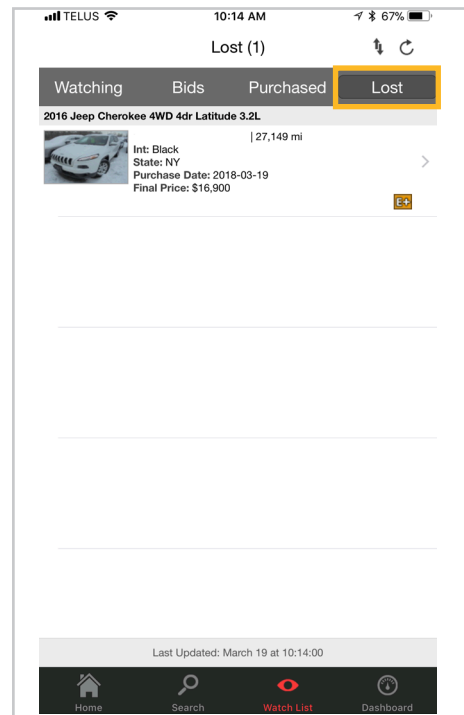 TELUS 10:14 AM 67%
Lost (1)
Watching Bids Purchased Lost
2016 Jeep Cherokee 4WD 4dr Latitude 3.2L
| 27,149 mi
Int: Black
State: NY
Purchase Date: 2018-03-19
Final Price: $16,900
E+
Last Updated: March 19 at 10:14:00
Home Search Watch List Dashboard